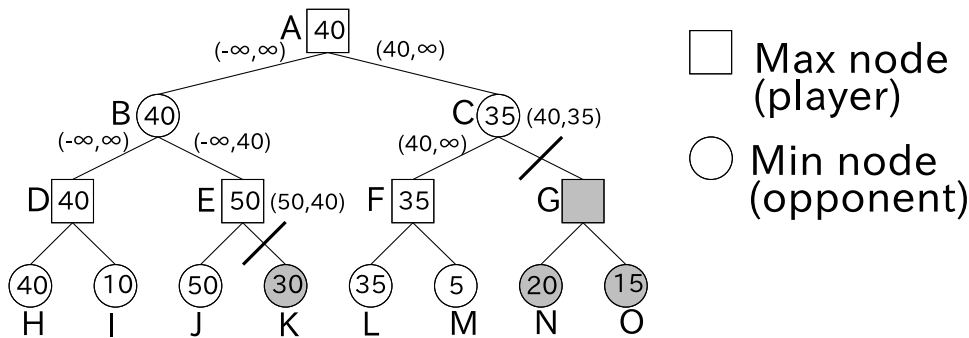 A 40
(-∞,∞) (40,∞)
B 40 C 35 (40,35)
(-∞,∞) (-∞,40) (40,∞)
D 40 E 50 (50,40) F 35 G
40 10 50 30 35 5 20 15
H I J K L M N O
Max node
(player)
Min node
(opponent)